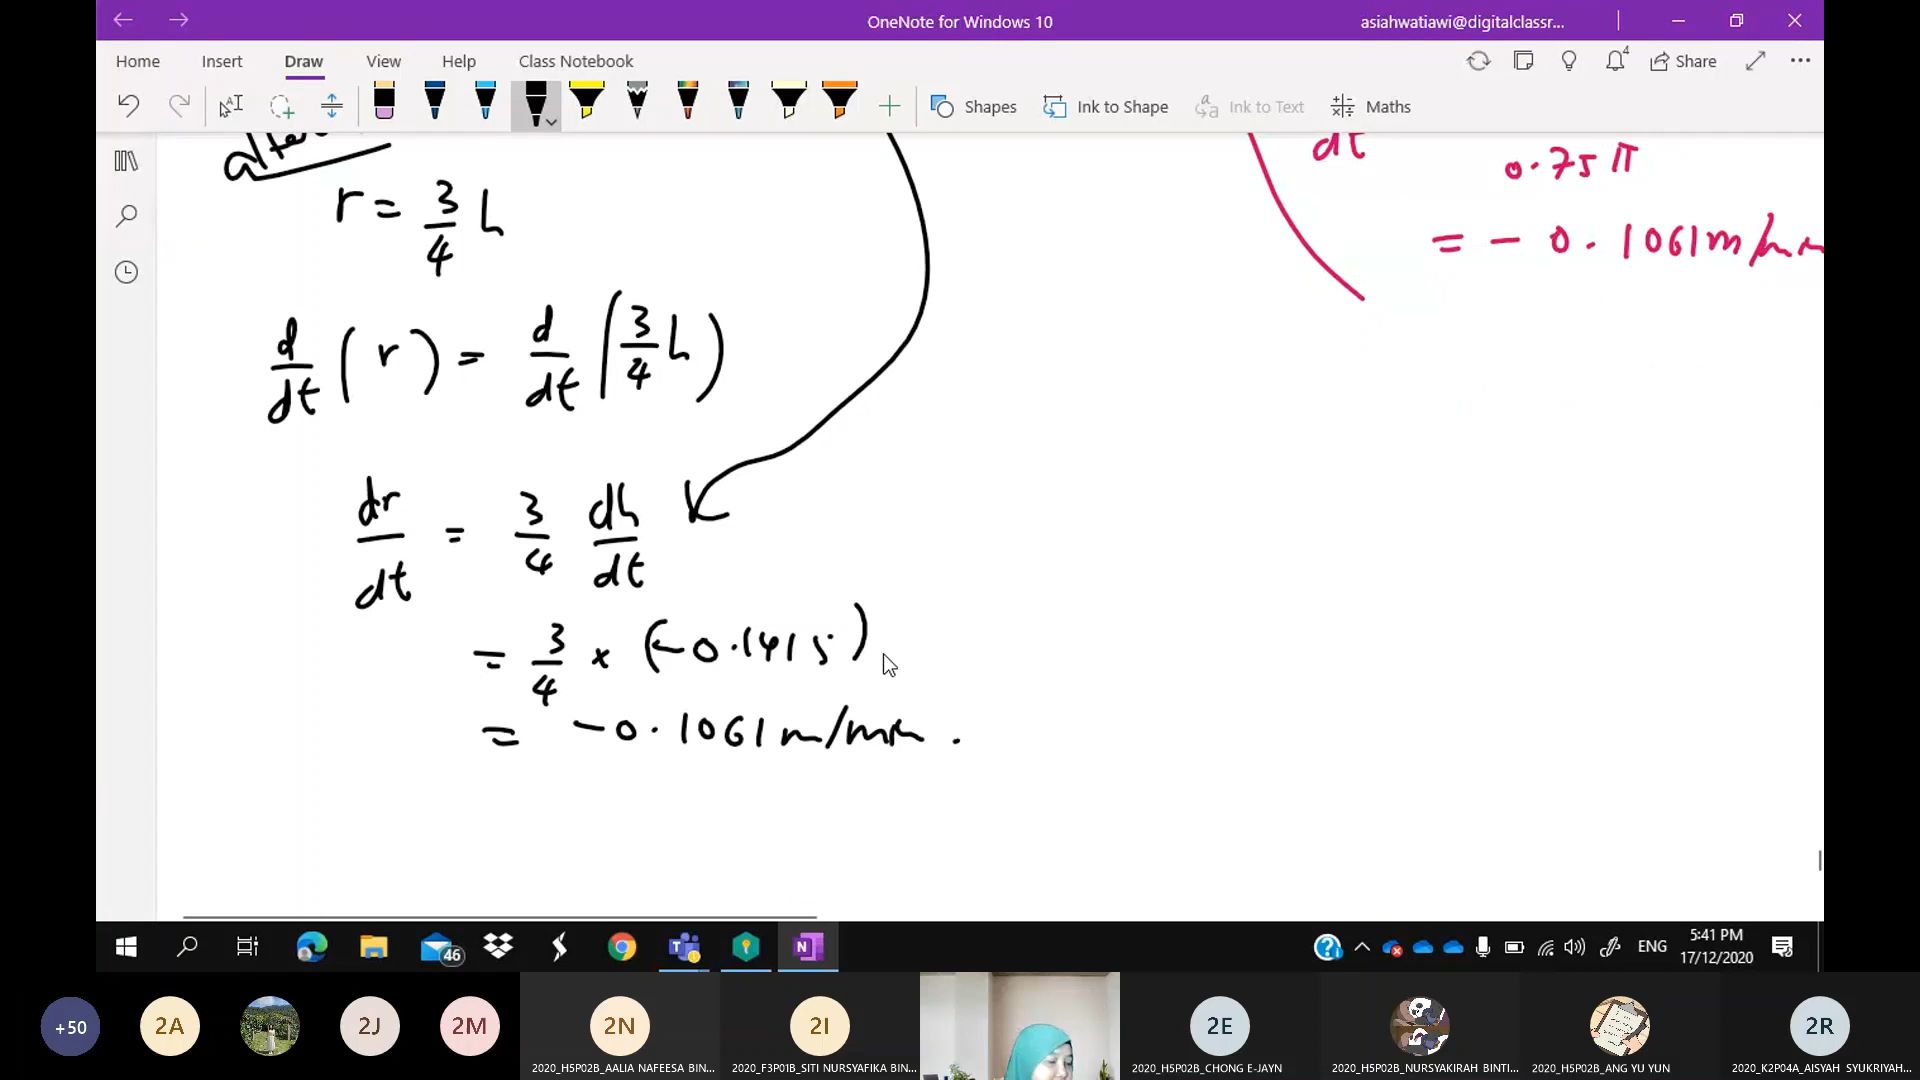 OneNote for Windows 10
asiahwatiawi@digitalclassr...
Home Insert Draw View Help Class Notebook
4
Share
Shapes Ink to Shape Ink to Text Maths
r = 3/4 h
d/dt ( r ) = d/dt ( 3/4 h )
dr/dt = 3/4 dh/dt
= 3/4 × (-0.1415)
= -0.1061 m/min.
dt
0.75 π
= - 0.1061 m/min
46
ENG
5:41 PM
17/12/2020
+50
2A
2J
2M
2N
2020_H5P02B_AALIA NAFEESA BIN...
2I
2020_F3P01B_SITI NURSYAFIKA BIN...
2E
2020_H5P02B_CHONG E-JAYN
2020_H5P02B_NURSYAKIRAH BINTI...
2020_H5P02B_ANG YU YUN
2R
2020_K2P04A_AISYAH SYUKRIYAH...